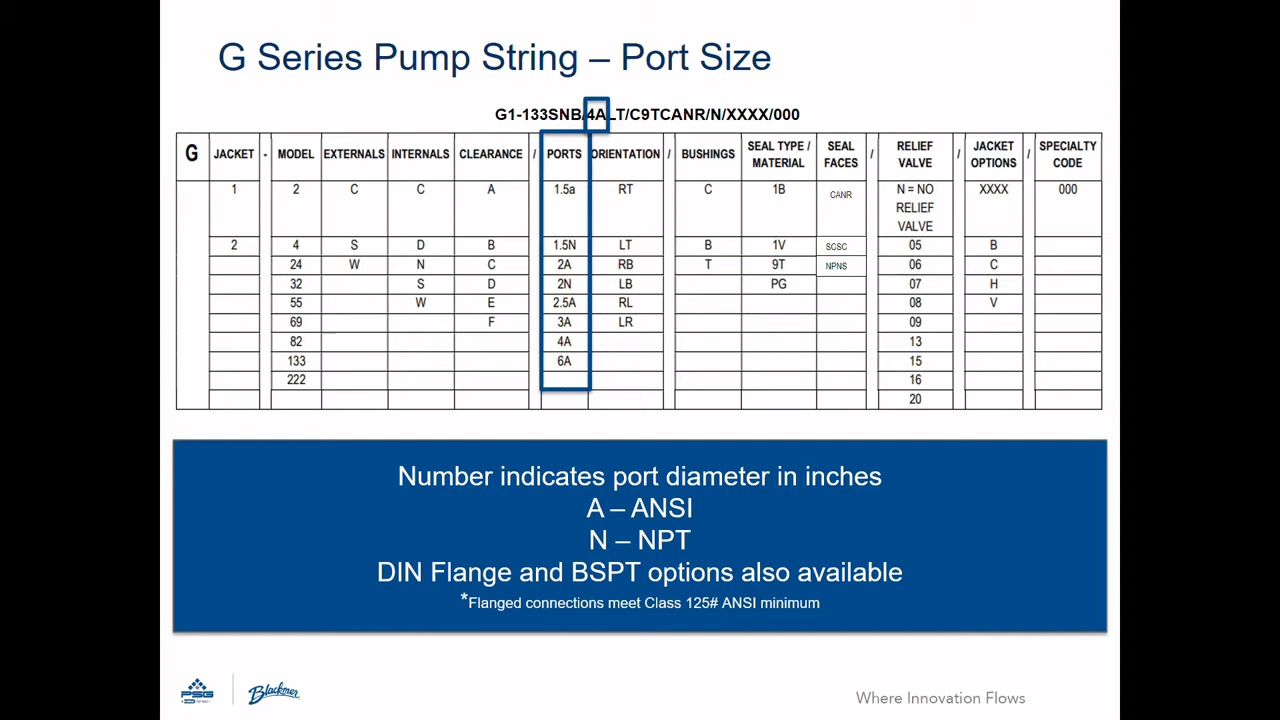 G Series Pump String – Port Size
G1-133SNB/4ALT/C9TCANR/N/XXXX/000
G JACKET - MODEL EXTERNALS INTERNALS CLEARANCE / PORTS ORIENTATION / BUSHINGS SEAL TYPE / MATERIAL SEAL FACES / RELIEF VALVE / JACKET OPTIONS / SPECIALTY CODE
1 2 C C A 1.5a RT C 1B CANR N = NO RELIEF VALVE XXXX 000
2 4 S D B 1.5N LT B 1V SCSC 05 B
24 W N C 2A RB T 9T NPNS 06 C
32 S D 2N LB PG 07 H
55 W E 2.5A RL 08 V
69 F 3A LR 09
82 4A 13
133 6A 15
222 16
20
Number indicates port diameter in inches
A – ANSI
N – NPT
DIN Flange and BSPT options also available
*Flanged connections meet Class 125# ANSI minimum
PSG Blackmer
Where Innovation Flows